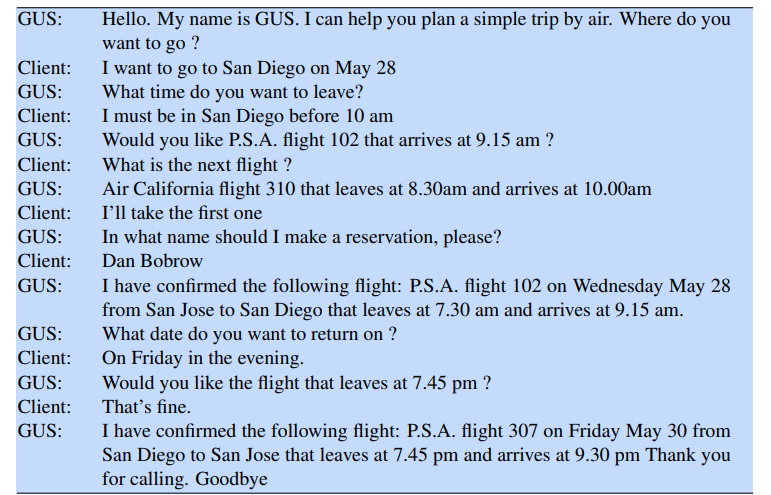 GUS: Hello. My name is GUS. I can help you plan a simple trip by air. Where do you
want to go ?
Client: I want to go to San Diego on May 28
GUS: What time do you want to leave?
Client: I must be in San Diego before 10 am
GUS: Would you like P.S.A. flight 102 that arrives at 9.15 am ?
Client: What is the next flight ?
GUS: Air California flight 310 that leaves at 8.30am and arrives at 10.00am
Client: I'll take the first one
GUS: In what name should I make a reservation, please?
Client: Dan Bobrow
GUS: I have confirmed the following flight: P.S.A. flight 102 on Wednesday May 28
from San Jose to San Diego that leaves at 7.30 am and arrives at 9.15 am.
GUS: What date do you want to return on ?
Client: On Friday in the evening.
GUS: Would you like the flight that leaves at 7.45 pm ?
Client: That's fine.
GUS: I have confirmed the following flight: P.S.A. flight 307 on Friday May 30 from
San Diego to San Jose that leaves at 7.45 pm and arrives at 9.30 pm Thank you
for calling. Goodbye